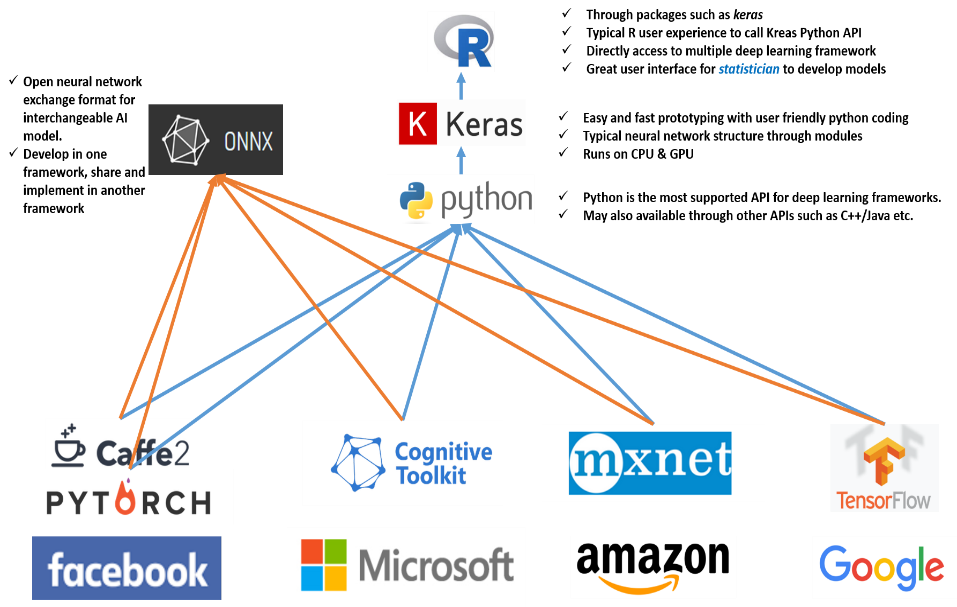 Through packages such as keras
Typical R user experience to call Kreas Python API
Directly access to multiple deep learning framework
Great user interface for statistician to develop models
R
Open neural network
exchange format for
interchangeable AI
model.
Develop in one
framework, share and
implement in another
framework
ONNX
K Keras
Easy and fast prototyping with user friendly python coding
Typical neural network structure through modules
Runs on CPU & GPU
python
Python is the most supported API for deep learning frameworks.
May also available through other APIs such as C++/Java etc.
Caffe2
PYTORCH
Cognitive
Toolkit
mxnet
TensorFlow
facebook
Microsoft
amazon
Google